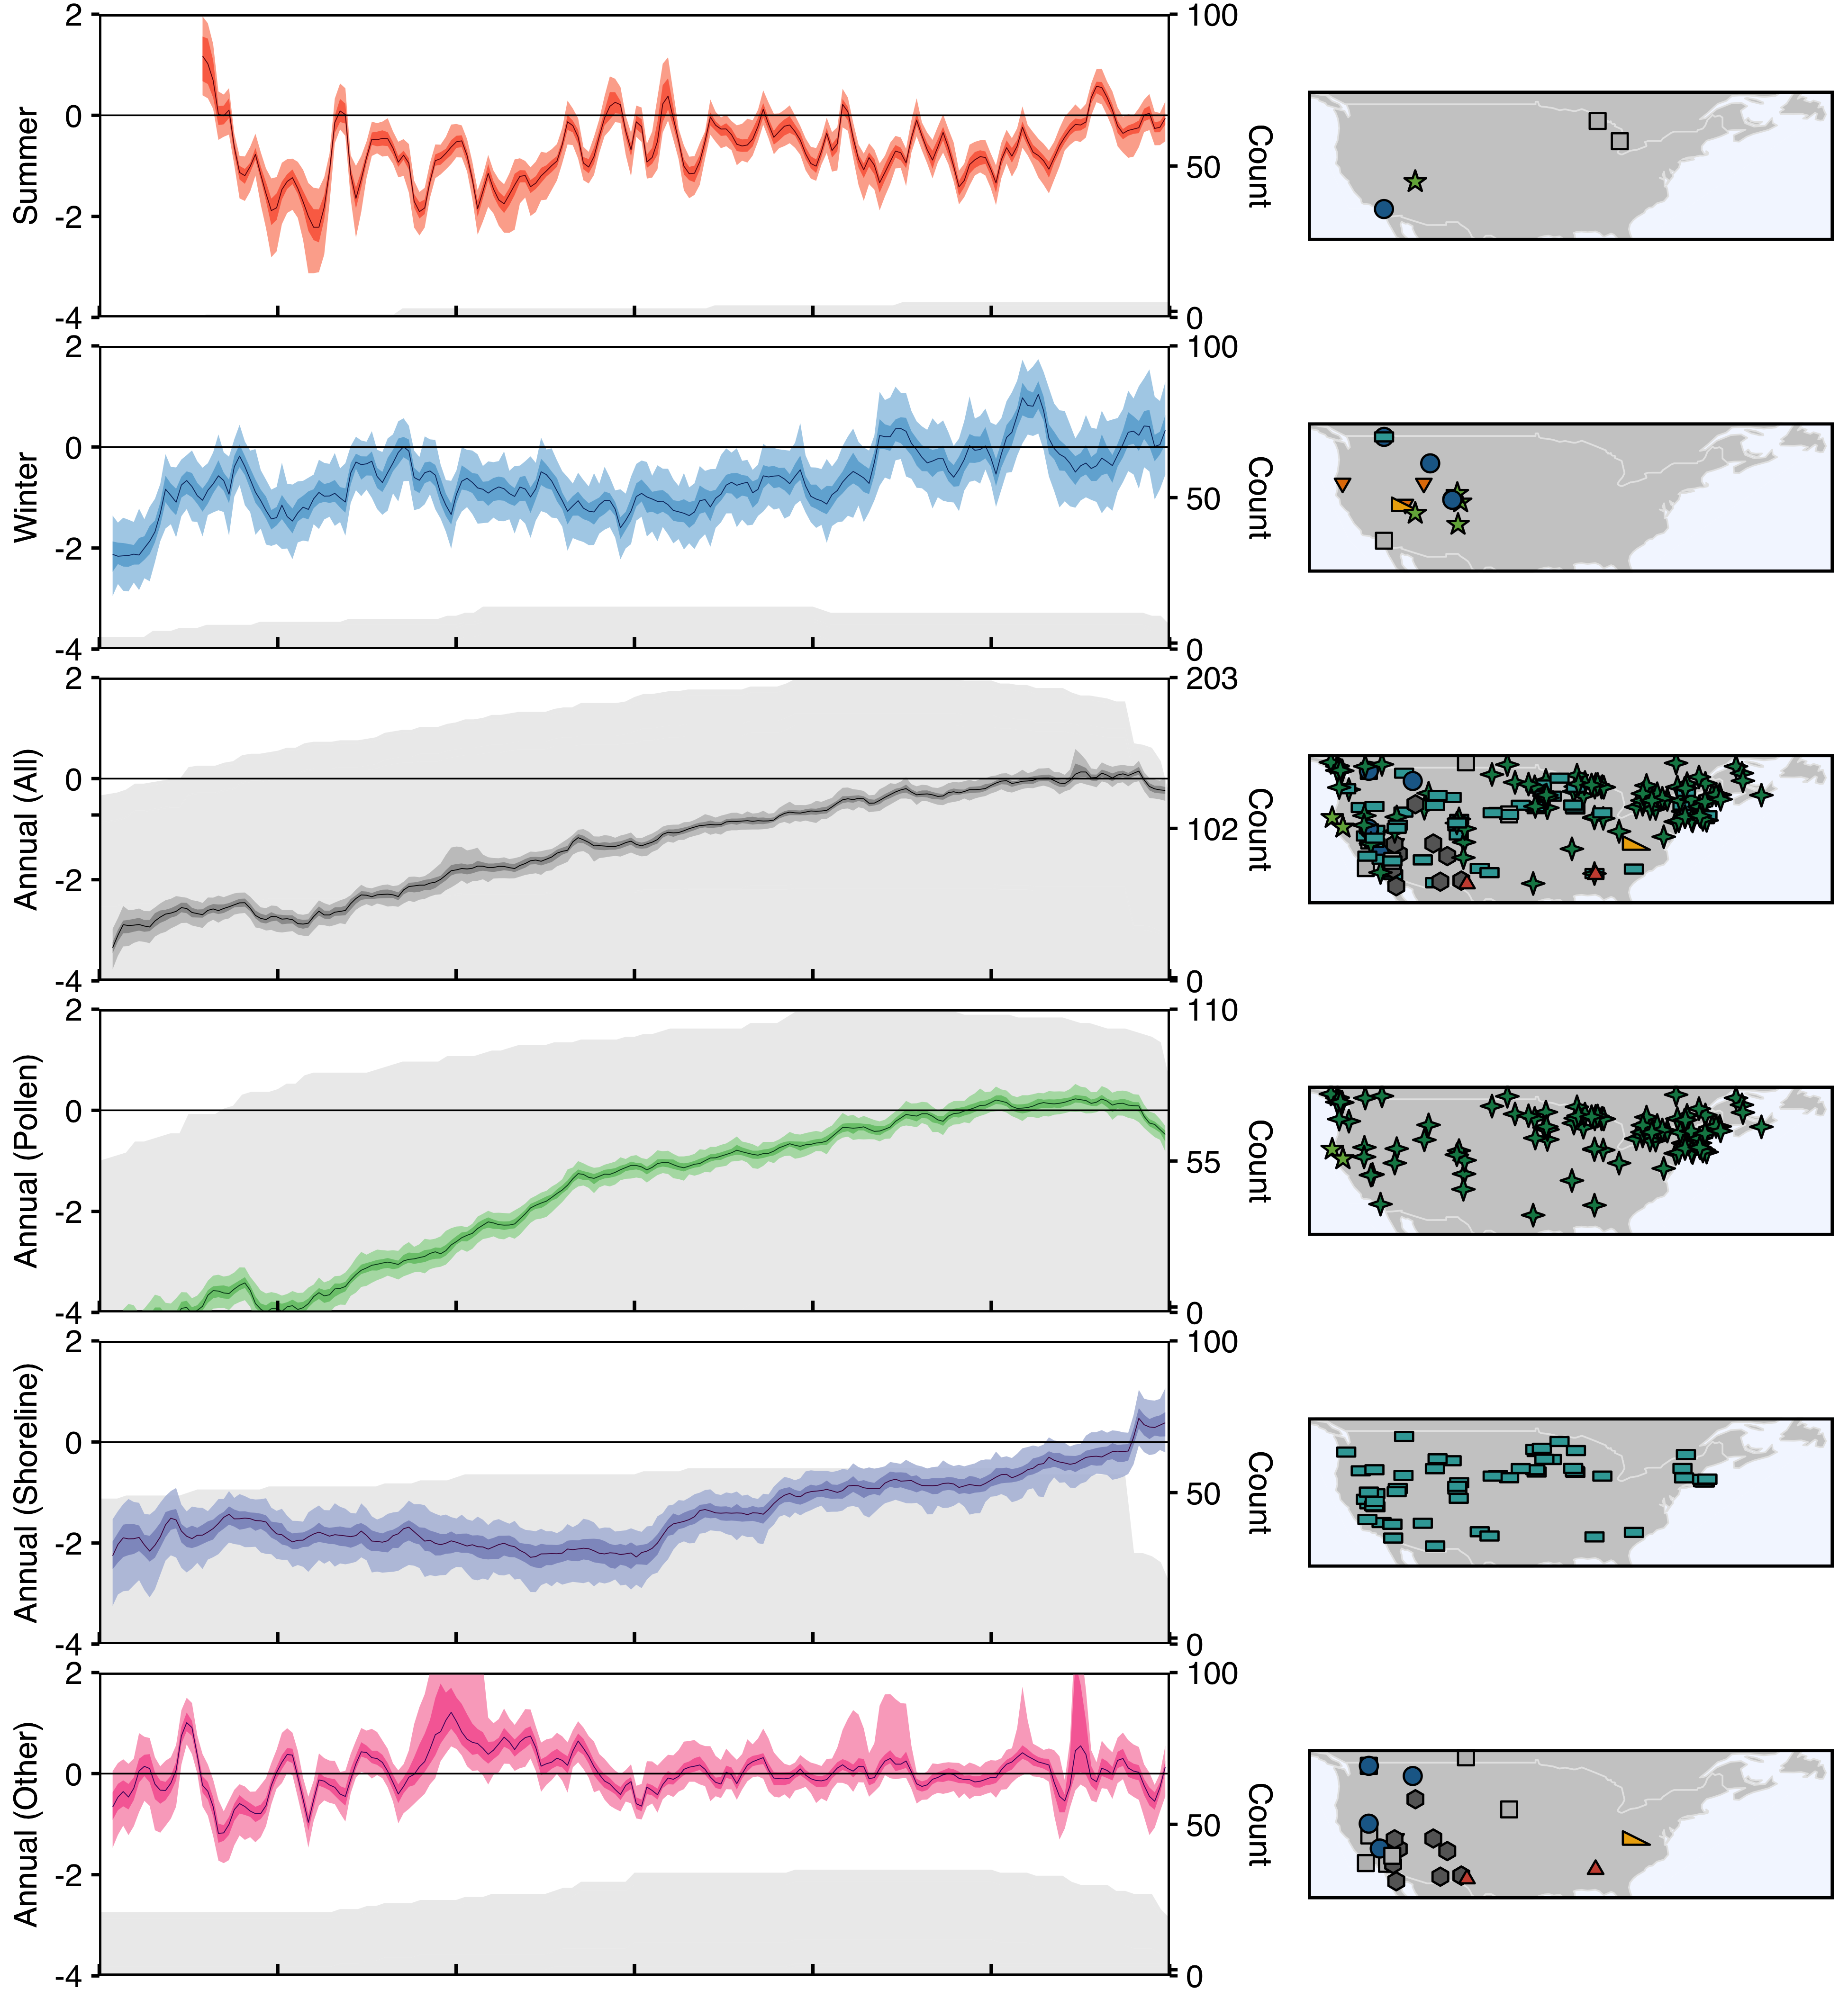 2 100
0
Summer
50 Count
-2
-4 0
2 100
0
Winter
50 Count
-2
-4 0
2 203
0
Annual (All)
102 Count
-2
-4 0
2 110
0
Annual (Pollen)
55 Count
-2
-4 0
2 100
0
Annual (Shoreline)
50 Count
-2
-4 0
2 100
0
Annual (Other)
50 Count
-2
-4 0